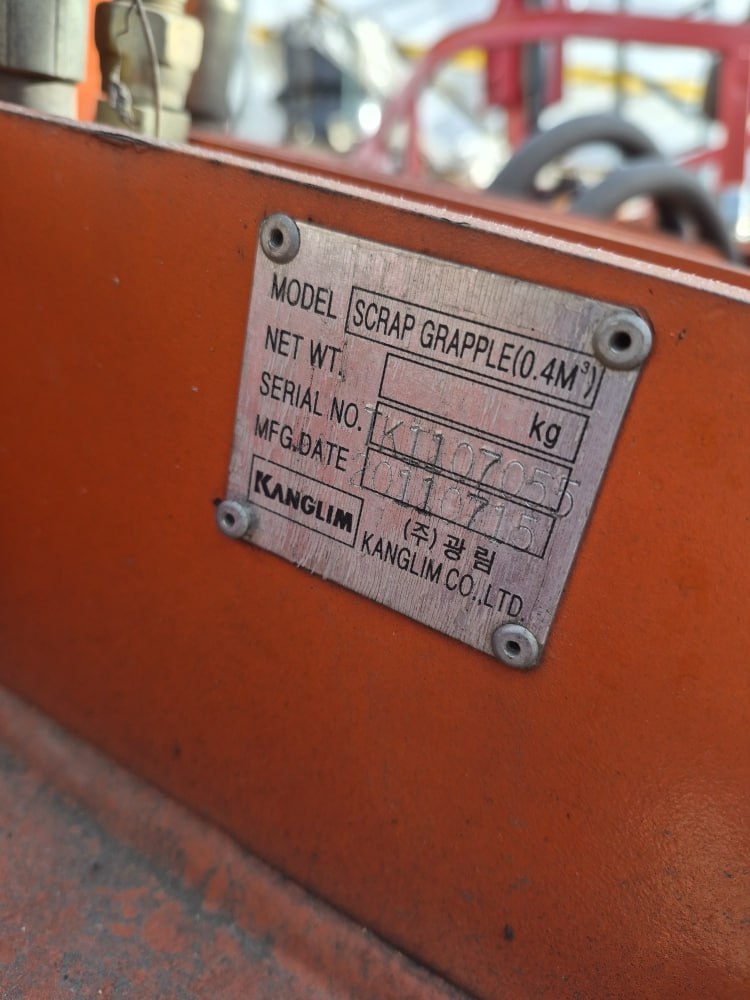 MODEL SCRAP GRAPPLE(0.4M³)
NET WT. kg
SERIAL NO. TKI107055
MFG.DATE 20110715
KANGLIM
(주) 광림
KANGLIM CO.,LTD